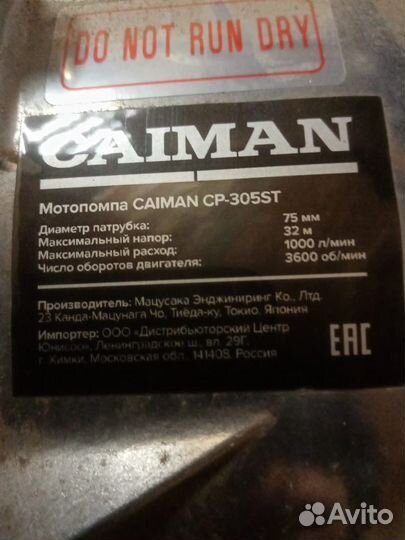 DO NOT RUN DRY
CAIMAN
Мотопомпа CAIMAN CP-305ST
Диаметр патрубка: 75 мм
Максимальный напор: 32 м
Максимальный расход: 1000 л/мин
Число оборотов двигателя: 3600 об/мин
Производитель: Мацусака Энджиниринг Ко., Лтд.
23 Канда-Мацунага Чо, Тиёда-ку, Токио, Япония
Импортер: ООО «Дистрибьюторский Центр
Юнисоо», Ленинградское ш., вл. 29Г.
г. Химки, Московская обл., 141408, Россия
EAC
Avito